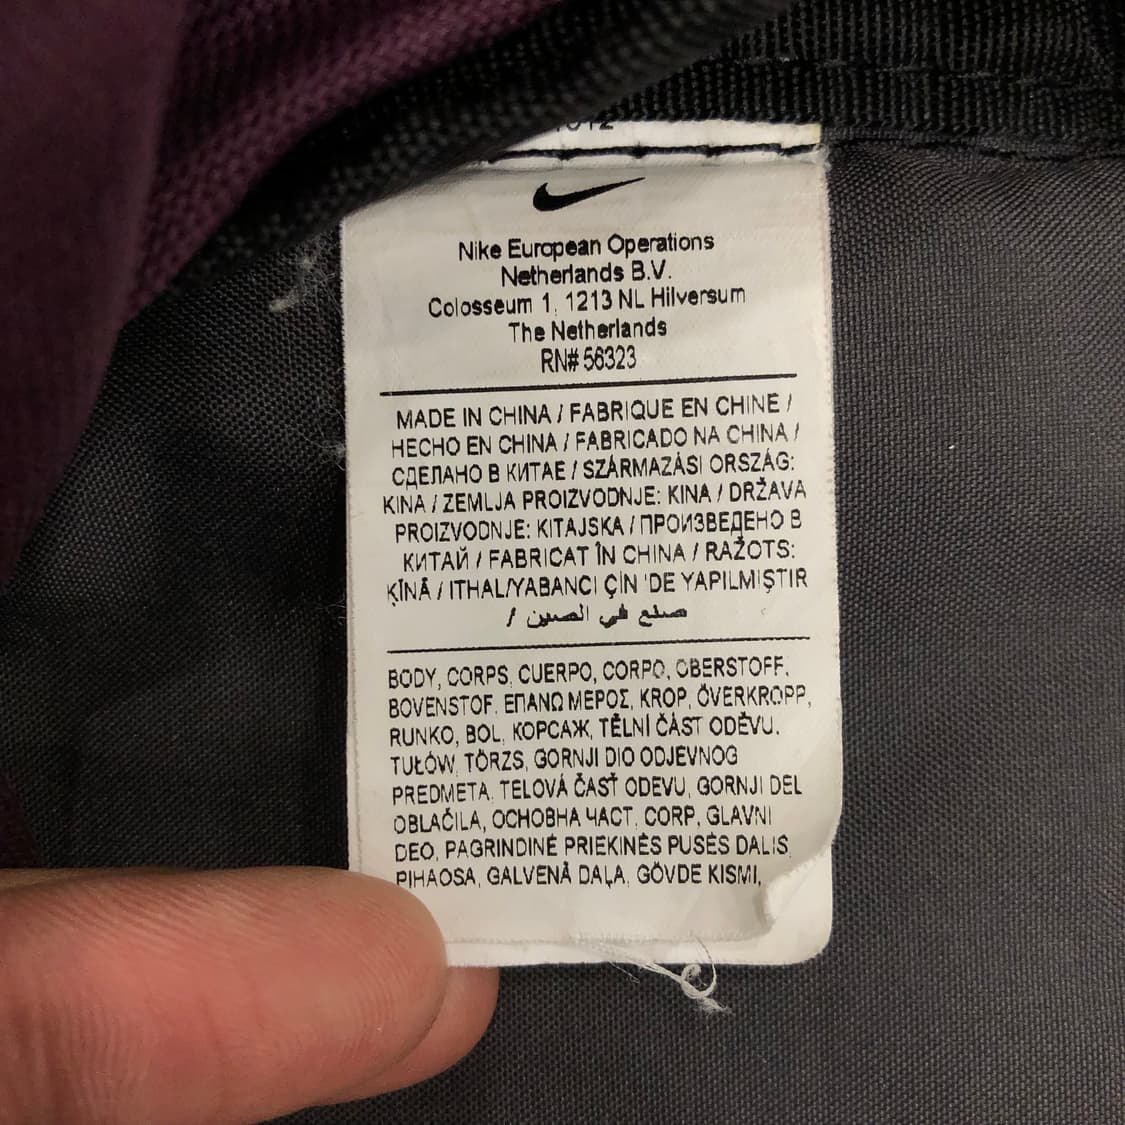 Nike European Operations
Netherlands B.V.
Colosseum 1, 1213 NL Hilversum
The Netherlands
RN# 56323
MADE IN CHINA / FABRIQUE EN CHINE /
HECHO EN CHINA / FABRICADO NA CHINA /
СДЕЛАНО В КИТАЕ / SZÁRMAZÁSI ORSZÁG:
KINA / ZEMLJA PROIZVODNJE: KINA / DRŽAVA
PROIZVODNJE: KITAJSKA / ПРОИЗВЕДЕНО В
КИТАЙ / FABRICAT ÎN CHINA / RAŽOTS:
ĶĪNĀ / ITHAL/YABANCI ÇİN 'DE YAPILMIŞTIR
/ صنع في الصين
BODY, CORPS, CUERPO, CORPO, OBERSTOFF,
BOVENSTOF, ΕΠΑΝΩ ΜΕΡΟΣ, KROP, ÖVERKROPP,
RUNKO, BOL, КОРСАЖ, TĚLNÍ ČÁST ODĚVU,
TUŁÓW, TÖRZS, GORNJI DIO ODJEVNOG
PREDMETA, TELOVÁ ČASŤ ODEVU, GORNJI DEL
OBLAČILA, ОСНОВНА ЧАСТ, CORP, GLAVNI
DEO, PAGRINDINĖ PRIEKINĖS PUSĖS DALIS,
PIHAOSA, GALVENĀ DAĻA, GÖVDE KISMI,